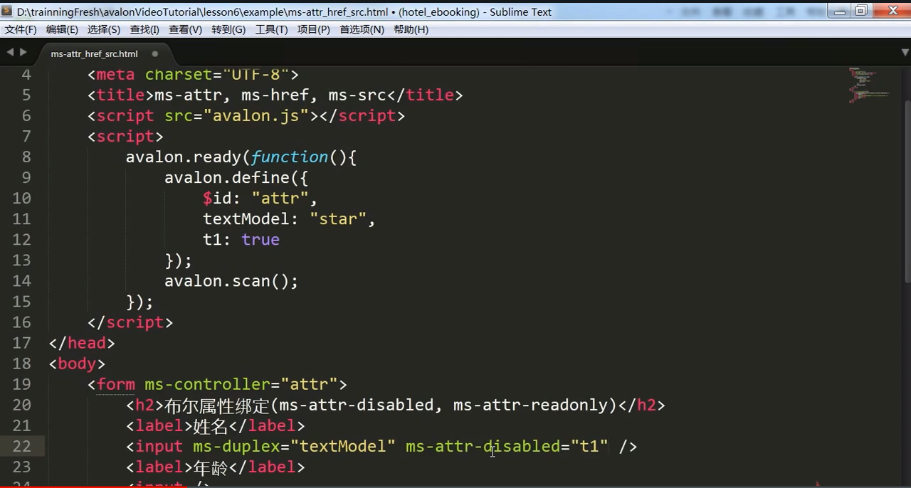 D:\trainningFresh\avalonVideoTutorial\lesson6\example\ms-attr_href_src.html • (hotel_ebooking) - Sublime Text
文件(F) 编辑(E) 选择(S) 查找(I) 查看(V) 转到(G) 工具(T) 项目(P) 首选项(N) 帮助(H)
ms-attr_href_src.html
4 <meta charset="UTF-8">
5 <title>ms-attr, ms-href, ms-src</title>
6 <script src="avalon.js"></script>
7 <script>
8 avalon.ready(function(){
9 avalon.define({
10 $id: "attr",
11 textModel: "star",
12 t1: true
13 });
14 avalon.scan();
15 });
16 </script>
17 </head>
18 <body>
19 <form ms-controller="attr">
20 <h2>布尔属性绑定(ms-attr-disabled, ms-attr-readonly)</h2>
21 <label>姓名</label>
22 <input ms-duplex="textModel" ms-attr-disabled="t1" />
23 <label>年龄</label>
24 <input />